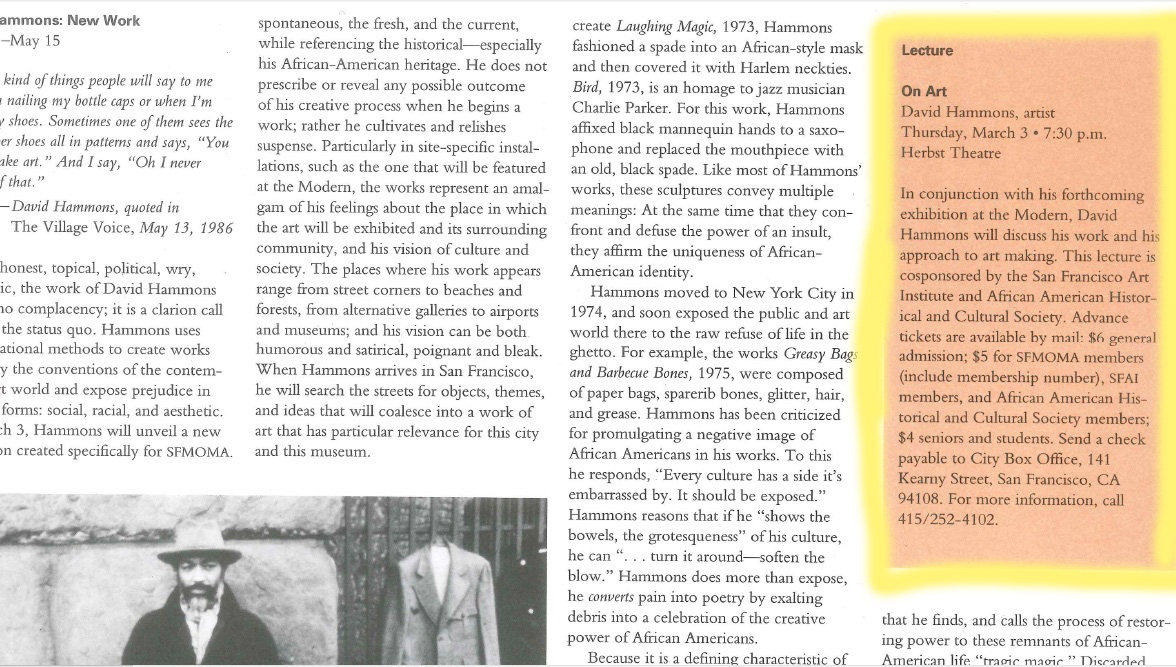 ammons: New Work
–May 15
kind of things people will say to me
nailing my bottle caps or when I'm
y shoes. Sometimes one of them sees the
er shoes all in patterns and says, “You
ake art.” And I say, “Oh I never
f that.”
—David Hammons, quoted in
The Village Voice, May 13, 1986
honest, topical, political, wry,
ic, the work of David Hammons
no complacency; it is a clarion call
the status quo. Hammons uses
ational methods to create works
y the conventions of the contem-
t world and expose prejudice in
forms: social, racial, and aesthetic.
ch 3, Hammons will unveil a new
on created specifically for SFMOMA.
spontaneous, the fresh, and the current,
while referencing the historical—especially
his African-American heritage. He does not
prescribe or reveal any possible outcome
of his creative process when he begins a
work; rather he cultivates and relishes
suspense. Particularly in site-specific instal-
lations, such as the one that will be featured
at the Modern, the works represent an amal-
gam of his feelings about the place in which
the art will be exhibited and its surrounding
community, and his vision of culture and
society. The places where his work appears
range from street corners to beaches and
forests, from alternative galleries to airports
and museums; and his vision can be both
humorous and satirical, poignant and bleak.
When Hammons arrives in San Francisco,
he will search the streets for objects, themes,
and ideas that will coalesce into a work of
art that has particular relevance for this city
and this museum.
create Laughing Magic, 1973, Hammons
fashioned a spade into an African-style mask
and then covered it with Harlem neckties.
Bird, 1973, is an homage to jazz musician
Charlie Parker. For this work, Hammons
affixed black mannequin hands to a saxo-
phone and replaced the mouthpiece with
an old, black spade. Like most of Hammons'
works, these sculptures convey multiple
meanings: At the same time that they con-
front and defuse the power of an insult,
they affirm the uniqueness of African-
American identity.
Hammons moved to New York City in
1974, and soon exposed the public and art
world there to the raw refuse of life in the
ghetto. For example, the works Greasy Bags
and Barbecue Bones, 1975, were composed
of paper bags, sparerib bones, glitter, hair,
and grease. Hammons has been criticized
for promulgating a negative image of
African Americans in his works. To this
he responds, “Every culture has a side it's
embarrassed by. It should be exposed.”
Hammons reasons that if he “shows the
bowels, the grotesqueness” of his culture,
he can “. . . turn it around—soften the
blow.” Hammons does more than expose,
he converts pain into poetry by exalting
debris into a celebration of the creative
power of African Americans.
Because it is a defining characteristic of
Lecture
On Art
David Hammons, artist
Thursday, March 3 • 7:30 p.m.
Herbst Theatre
In conjunction with his forthcoming
exhibition at the Modern, David
Hammons will discuss his work and his
approach to art making. This lecture is
cosponsored by the San Francisco Art
Institute and African American Histor-
ical and Cultural Society. Advance
tickets are available by mail: $6 general
admission; $5 for SFMOMA members
(include membership number), SFAI
members, and African American His-
torical and Cultural Society members;
$4 seniors and students. Send a check
payable to City Box Office, 141
Kearny Street, San Francisco, CA
94108. For more information, call
415/252-4102.
that he finds, and calls the process of restor-
ing power to these remnants of African-
American life “tragic magic.” Discarded